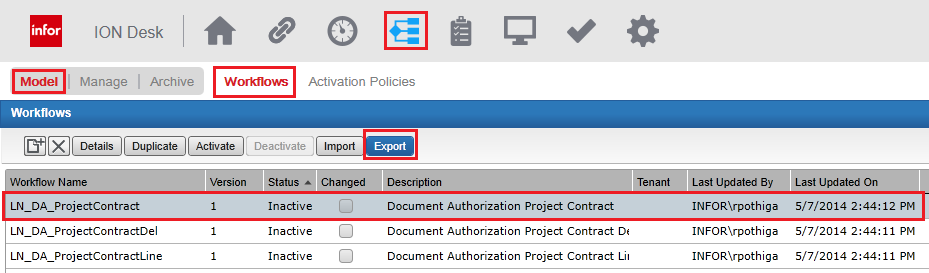 infor ION Desk
Model Manage Archive Workflows Activation Policies
Workflows
Details Duplicate Activate Deactivate Import Export
Workflow Name Version Status Changed Description Tenant Last Updated By Last Updated On
LN_DA_ProjectContract 1 Inactive Document Authorization Project Contract INFOR\rpothiga 5/7/2014 2:44:12 PM
LN_DA_ProjectContractDel 1 Inactive Document Authorization Project Contract De INFOR\rpothiga 5/7/2014 2:44:11 PM
LN_DA_ProjectContractLine 1 Inactive Document Authorization Project Contract Lin INFOR\rpothiga 5/7/2014 2:44:11 PM